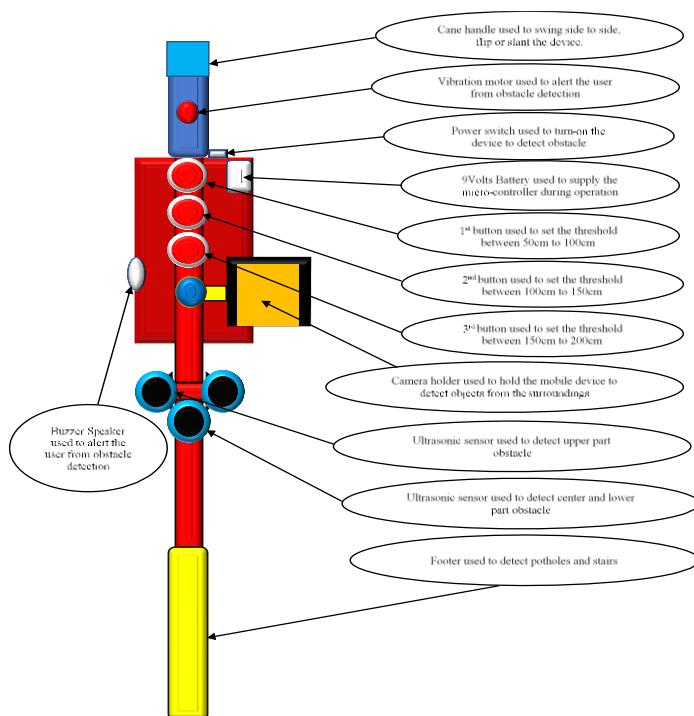 Cane handle used to swing side to side,
flip or slant the device.
Vibration motor used to alert the user
from obstacle detection
Power switch used to turn-on the
device to detect obstacle
9Volts Battery used to supply the
micro-controller during operation
1st button used to set the threshold
between 50cm to 100cm
2nd button used to set the threshold
between 100cm to 150cm
3rd button used to set the threshold
between 150cm to 200cm
Camera holder used to hold the mobile device to
detect objects from the surroundings
Buzzer Speaker
used to alert the
user from obstacle
detection
Ultrasonic sensor used to detect upper part
obstacle
Ultrasonic sensor used to detect center and lower
part obstacle
Footer used to detect potholes and stairs